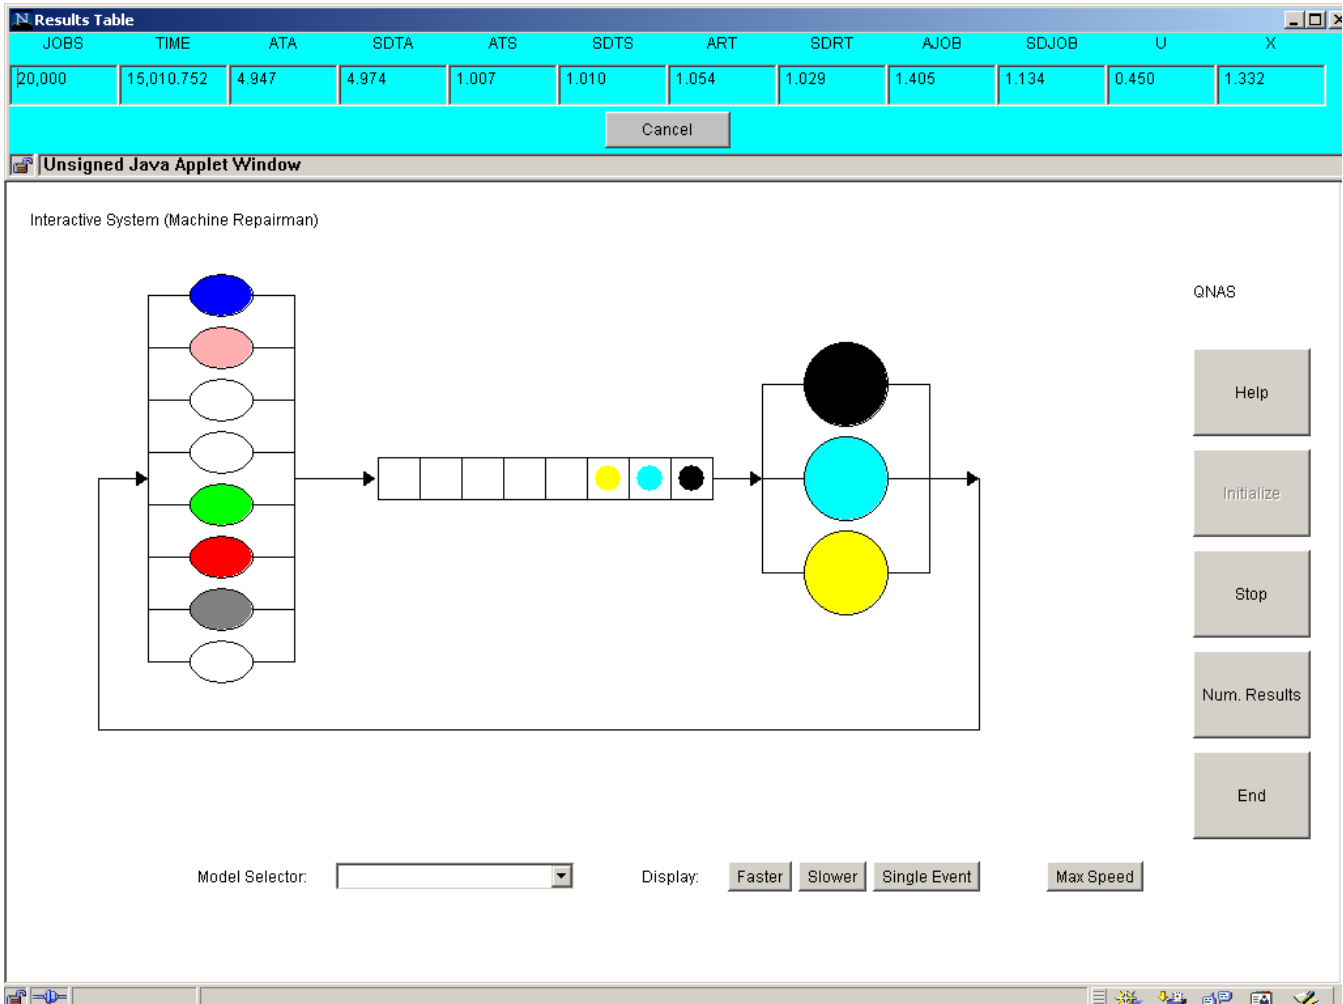 N Results Table
JOBS TIME ATA SDTA ATS SDTS ART SDRT AJOB SDJOB U X
20,000 15,010.752 4.947 4.974 1.007 1.010 1.054 1.029 1.405 1.134 0.450 1.332
Cancel
Unsigned Java Applet Window
Interactive System (Machine Repairman)
QNAS
Help
Initialize
Stop
Num. Results
End
Model Selector: Display: Faster Slower Single Event Max Speed